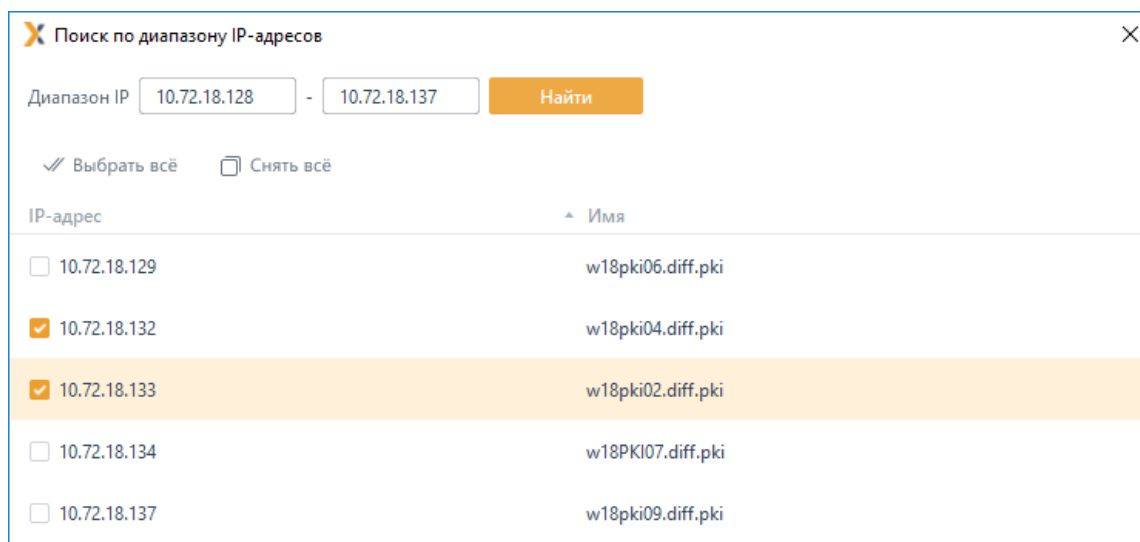 Поиск по диапазону IP-адресов
Диапазон IP 10.72.18.128 - 10.72.18.137 Найти
Выбрать всё Снять всё
IP-адрес Имя
10.72.18.129 w18pki06.diff.pki
10.72.18.132 w18pki04.diff.pki
10.72.18.133 w18pki02.diff.pki
10.72.18.134 w18PKI07.diff.pki
10.72.18.137 w18pki09.diff.pki